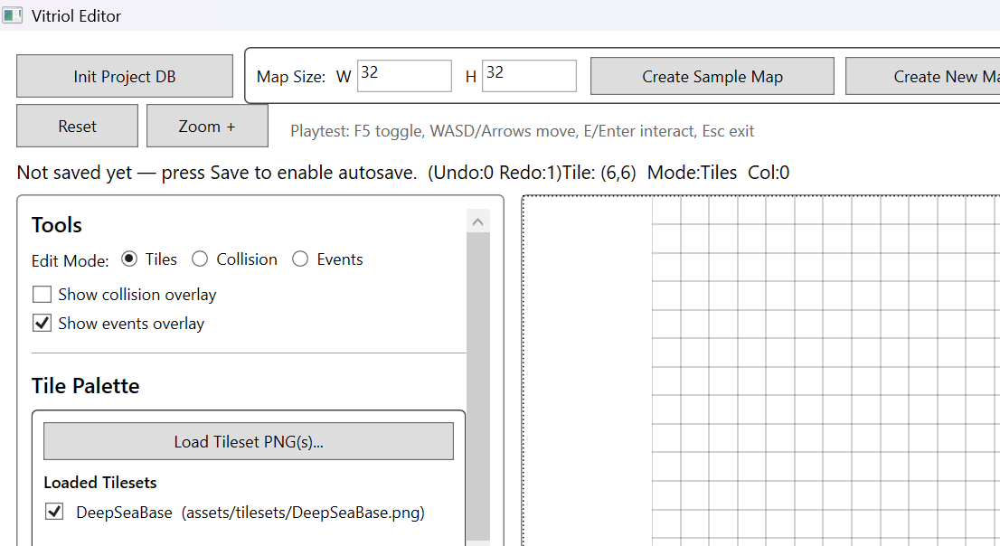 Vitriol Editor
Init Project DB
Map Size: W 32 H 32 Create Sample Map Create New Ma
Reset Zoom + Playtest: F5 toggle, WASD/Arrows move, E/Enter interact, Esc exit
Not saved yet — press Save to enable autosave. (Undo:0 Redo:1)Tile: (6,6) Mode:Tiles Col:0
Tools
Edit Mode: Tiles Collision Events
Show collision overlay
Show events overlay
Tile Palette
Load Tileset PNG(s)...
Loaded Tilesets
DeepSeaBase (assets/tilesets/DeepSeaBase.png)